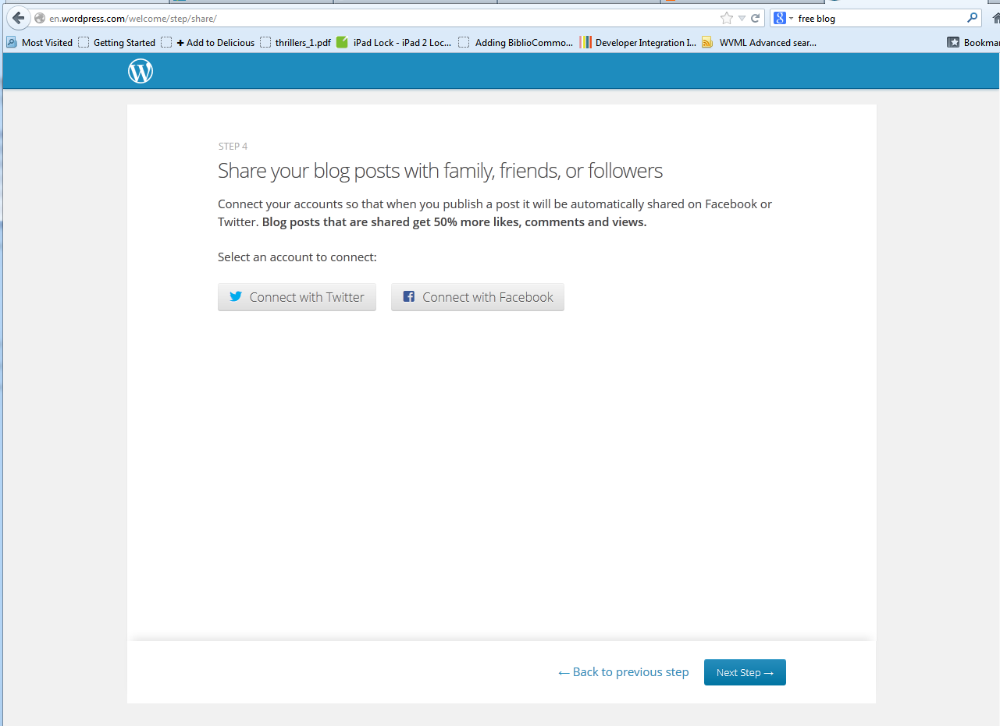 en.wordpress.com/welcome/step/share/
free blog
Most Visited Getting Started + Add to Delicious thrillers_1.pdf iPad Lock - iPad 2 Loc... Adding BiblioCommo... Developer Integration I... WVML Advanced sear... Bookmar
STEP 4
Share your blog posts with family, friends, or followers
Connect your accounts so that when you publish a post it will be automatically shared on Facebook or
Twitter. Blog posts that are shared get 50% more likes, comments and views.
Select an account to connect:
Connect with Twitter Connect with Facebook
← Back to previous step Next Step →